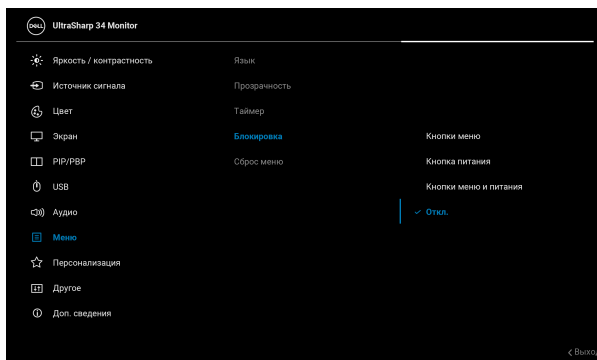 DELL UltraSharp 34 Monitor
Яркость / контрастность
Источник сигнала
Цвет
Экран
PIP/PBP
USB
Аудио
Меню
Персонализация
Другое
Доп. сведения
Язык
Прозрачность
Таймер
Блокировка
Сброс меню
Кнопки меню
Кнопка питания
Кнопки меню и питания
Откл.